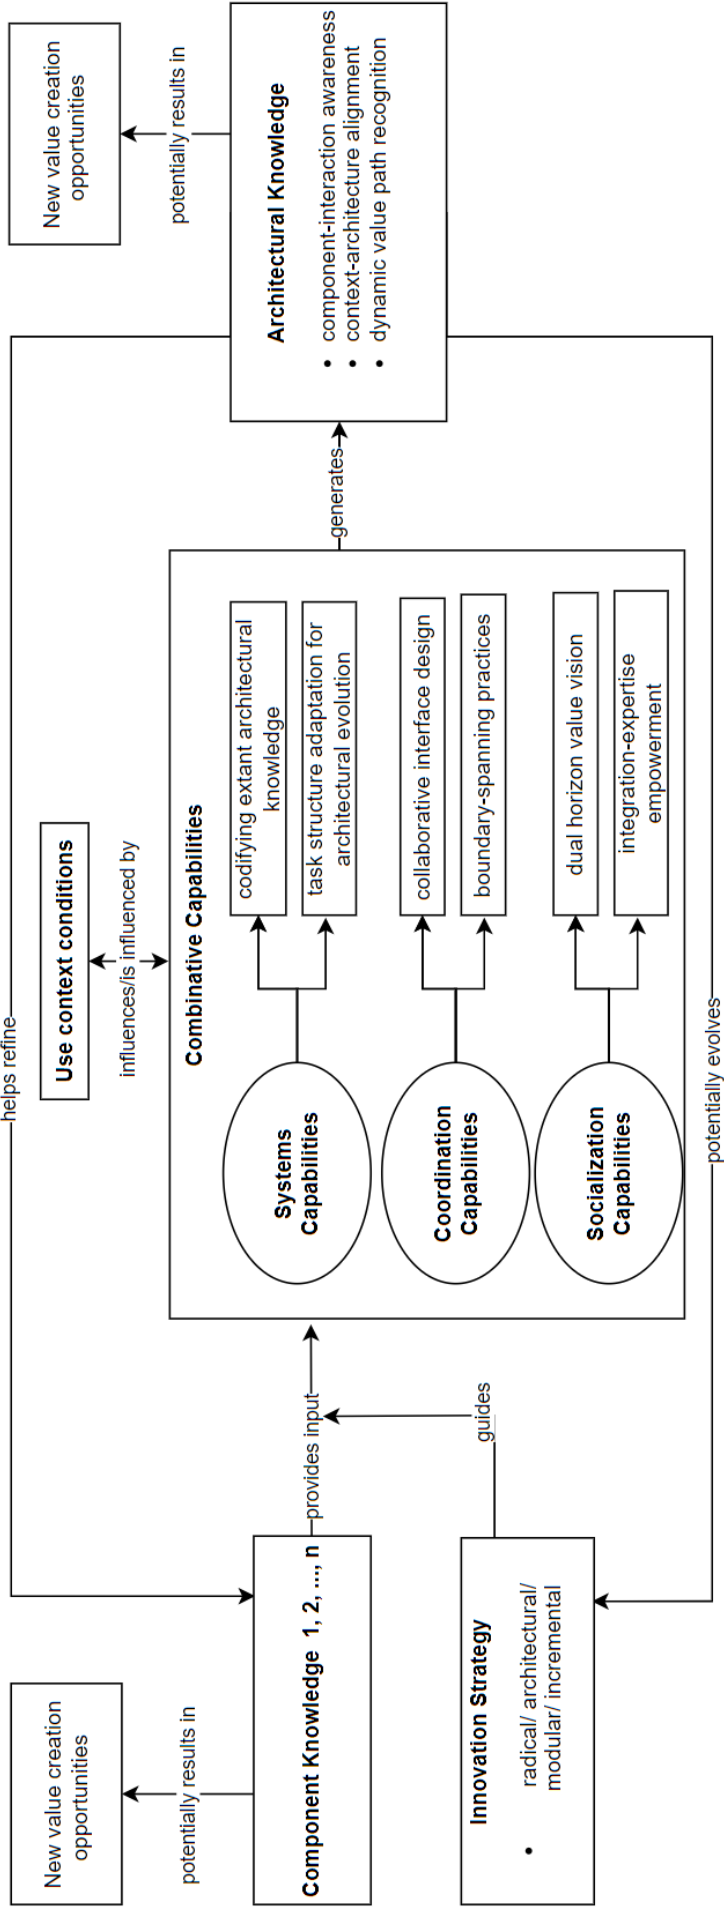 New value creation
opportunities
potentially results in
Component Knowledge 1, 2, ..., n
Innovation Strategy
• radical/ architectural/
modular/ incremental
provides input
guides
helps refine
Use context conditions
influences/is influenced by
Combinative Capabilities
Systems
Capabilities
codifying extant architectural
knowledge
task structure adaptation for
architectural evolution
Coordination
Capabilities
collaborative interface design
boundary-spanning practices
Socialization
Capabilities
dual horizon value vision
integration-expertise
empowerment
generates
potentially evolves
New value creation
opportunities
potentially results in
Architectural Knowledge
• component-interaction awareness
• context-architecture alignment
• dynamic value path recognition